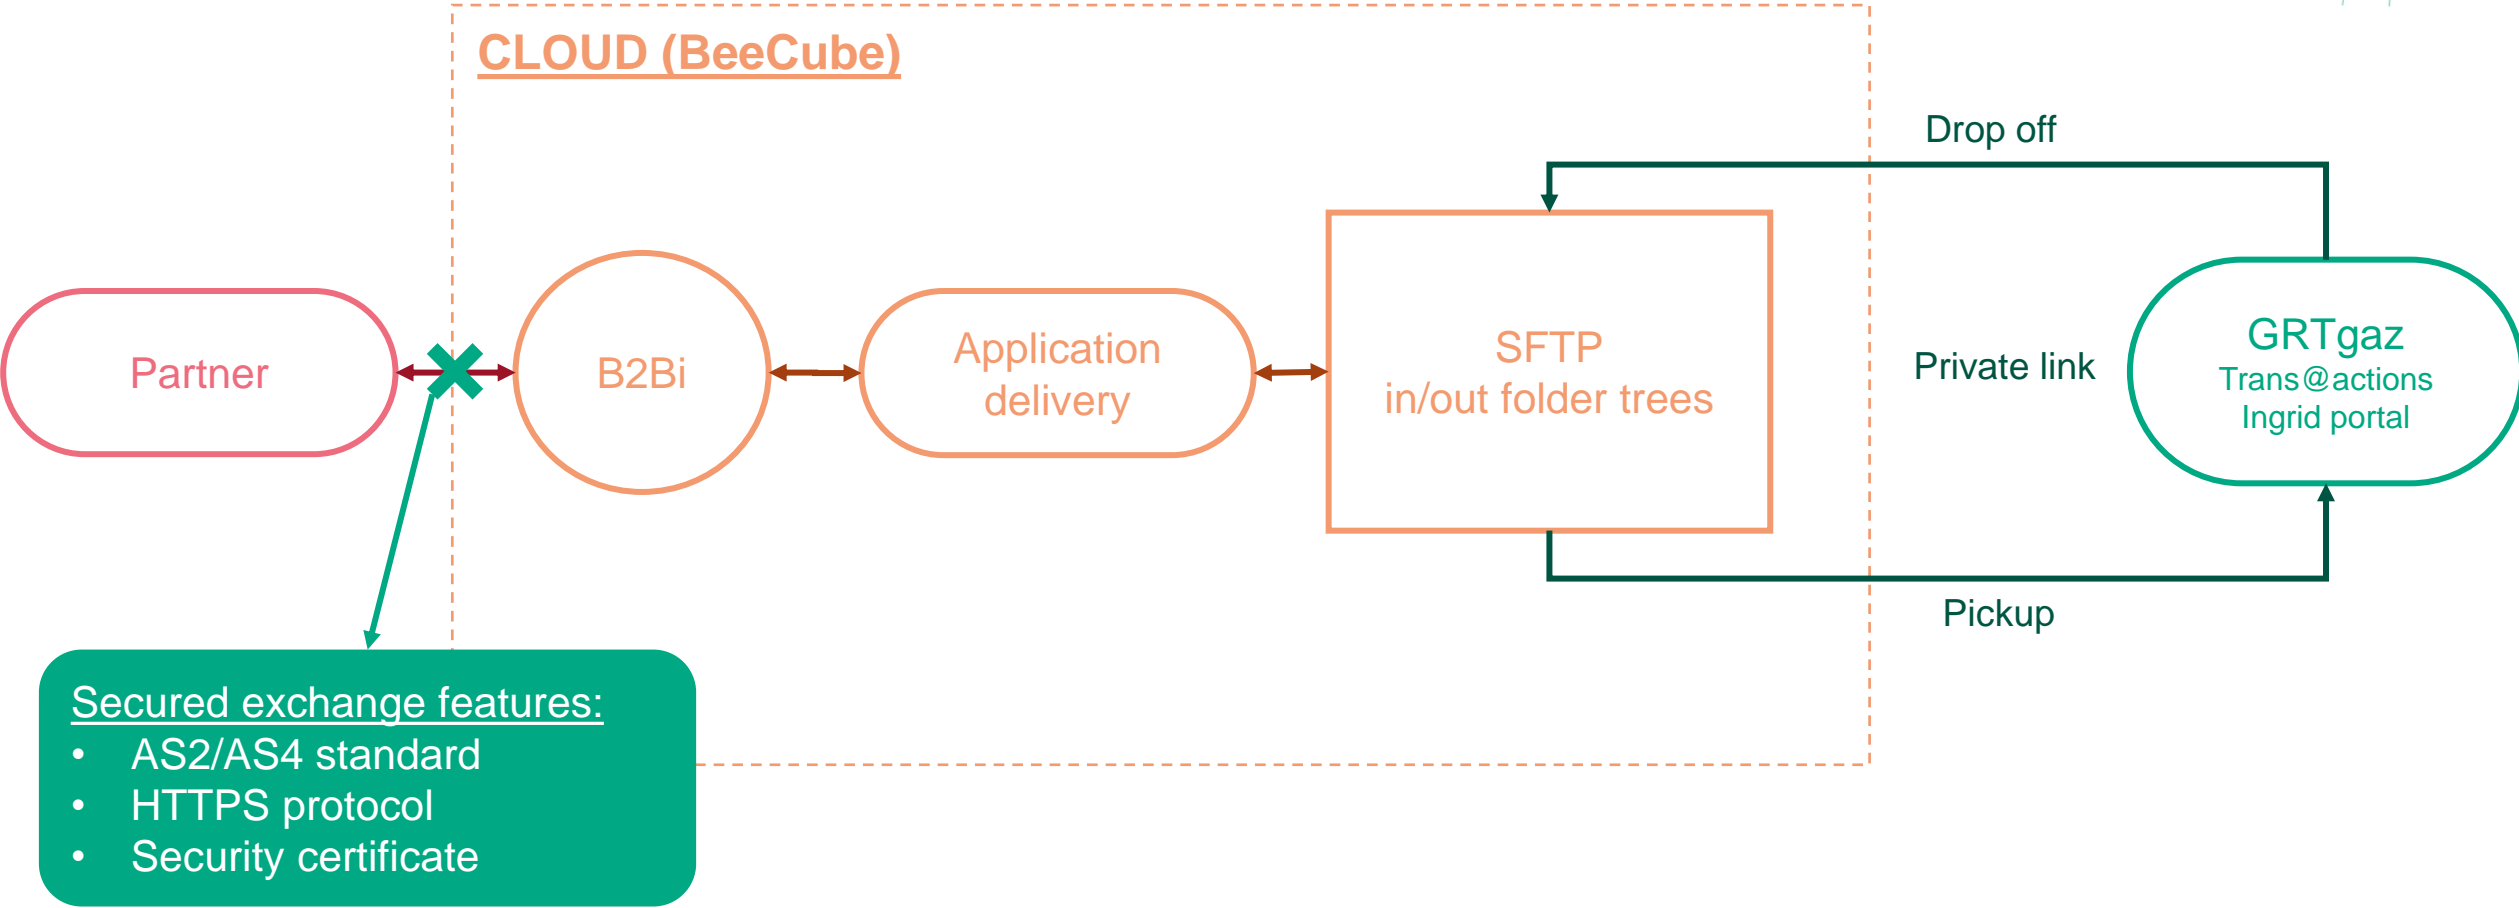 CLOUD (BeeCube)
Drop off
Partner
B2Bi
Application
delivery
SFTP
in/out folder trees
Private link
GRTgaz
Trans@actions
Ingrid portal
Pickup
Secured exchange features:
• AS2/AS4 standard
• HTTPS protocol
• Security certificate